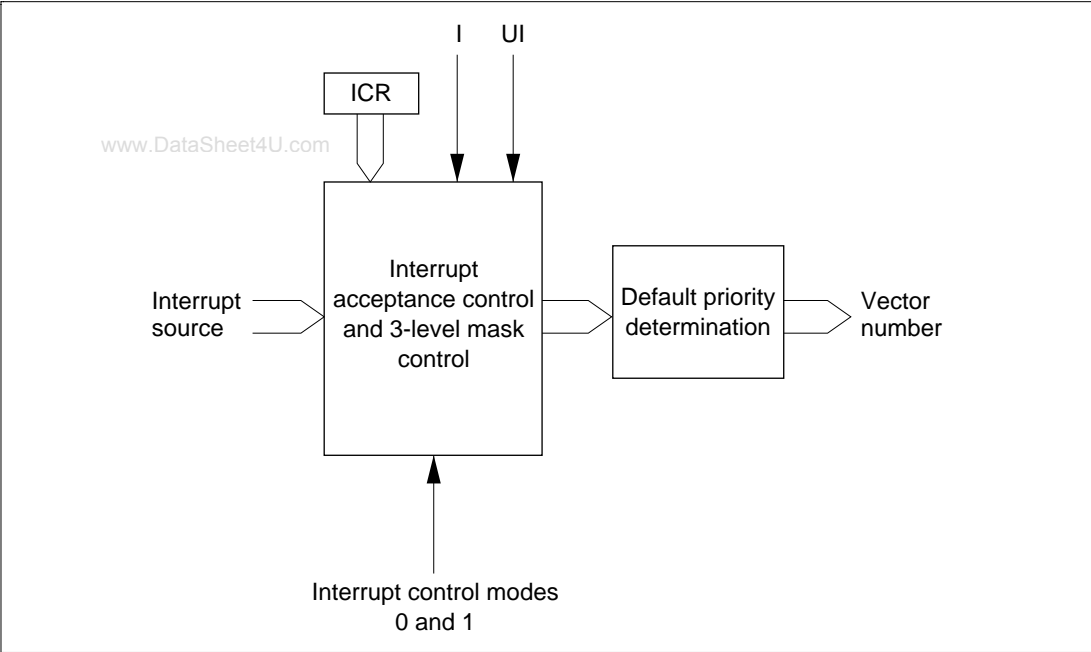 I UI
ICR
www.DataSheet4U.com
Interrupt
acceptance control
and 3-level mask
control
Interrupt
source
Default priority
determination
Vector
number
Interrupt control modes
0 and 1